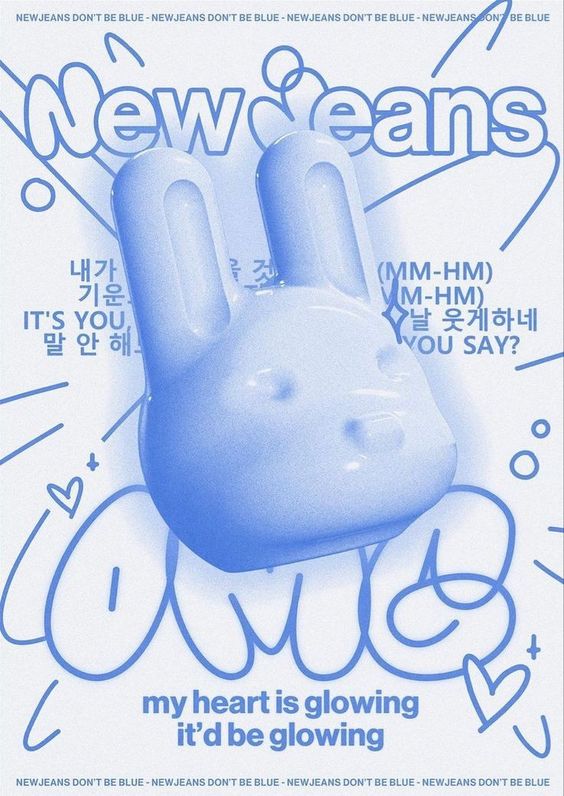 NEWJEANS DON'T BE BLUE - NEWJEANS DON'T BE BLUE - NEWJEANS DON'T BE BLUE - NEWJEANS DON'T BE BLUE
New Jeans
내가 것 (MM-HM)
기운 (MM-HM)
IT'S YOU, 날 웃게하네
말 안 해 YOU SAY?
OMG
my heart is glowing
it'd be glowing
NEWJEANS DON'T BE BLUE - NEWJEANS DON'T BE BLUE - NEWJEANS DON'T BE BLUE - NEWJEANS DON'T BE BLUE